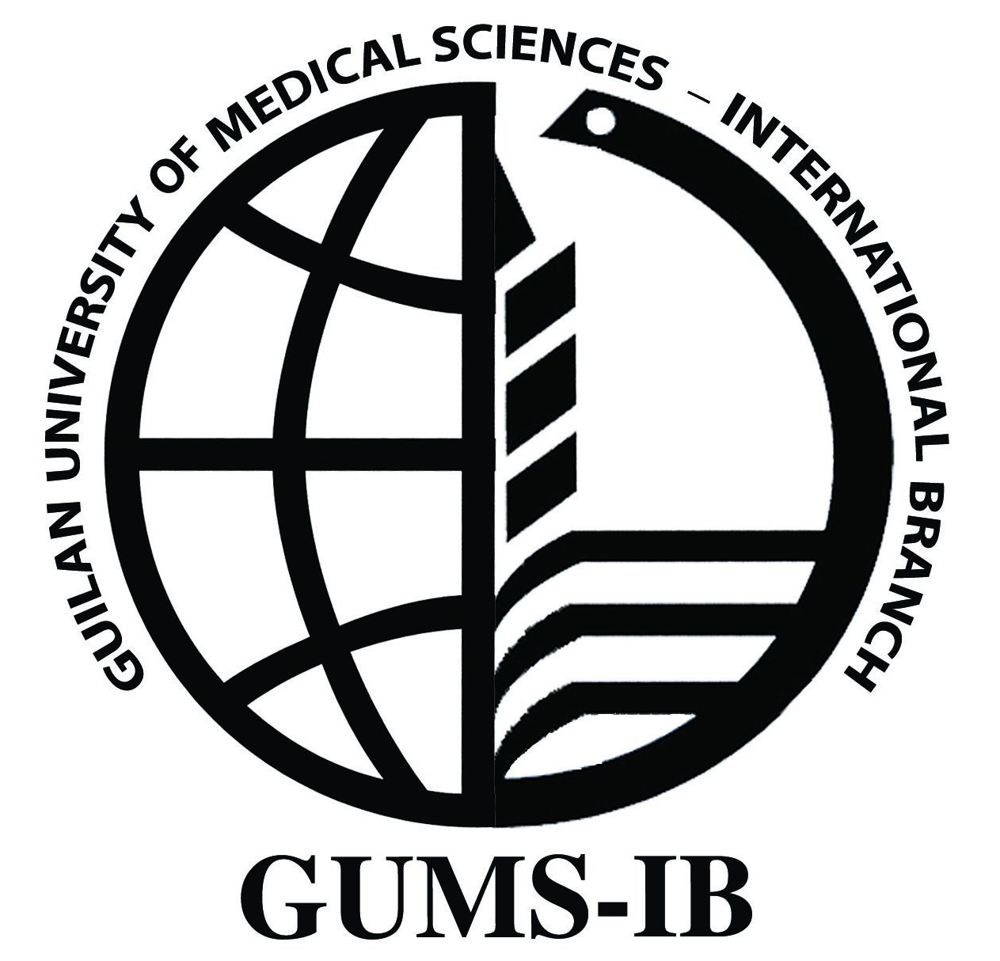 GUILAN UNIVERSITY OF MEDICAL SCIENCES – INTERNATIONAL BRANCH
GUMS-IB